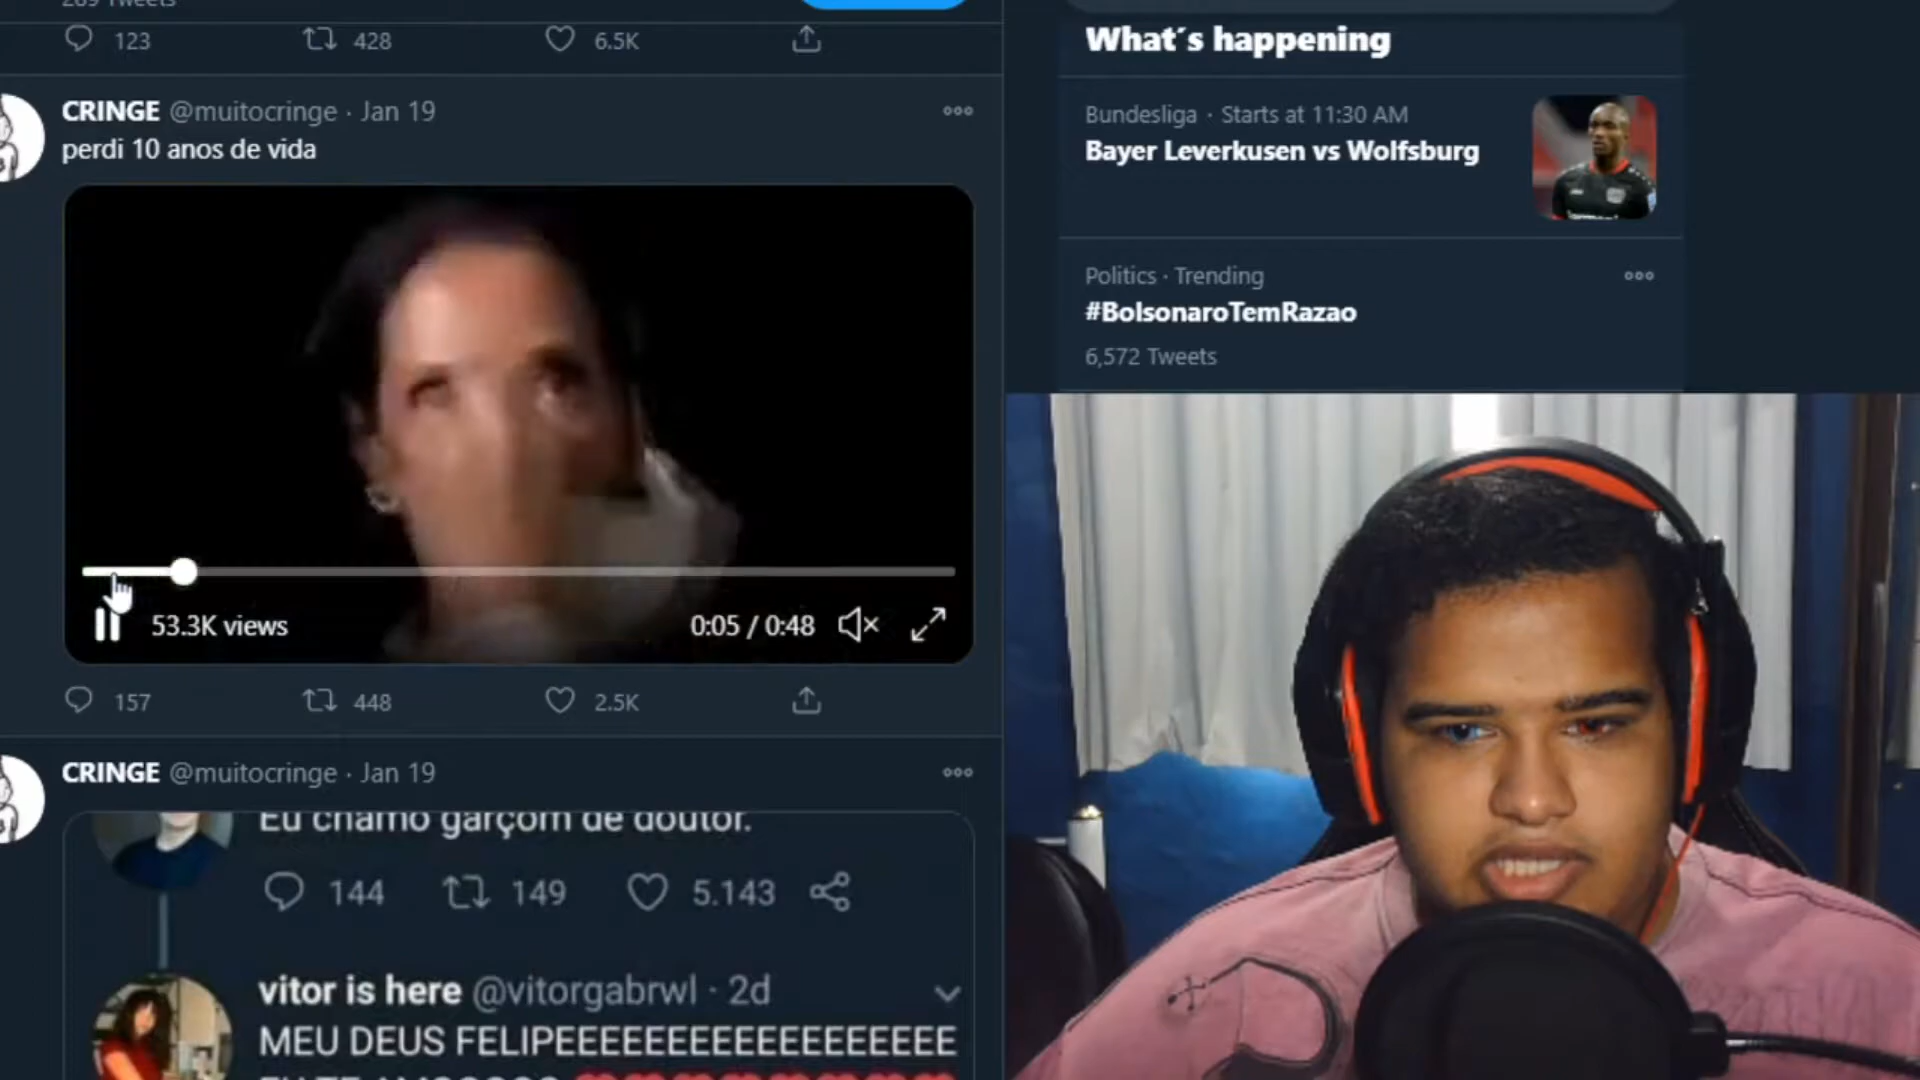 289 Tweets
123 428 6.5K
CRINGE @muitocringe · Jan 19
perdi 10 anos de vida
53.3K views 0:05 / 0:48
157 448 2.5K
CRINGE @muitocringe · Jan 19
Eu chamo garçom de doutor.
144 149 5.143
vitor is here @vitorgabrwl · 2d
MEU DEUS FELIPEEEEEEEEEEEEEEEEEEE
What´s happening
Bundesliga · Starts at 11:30 AM
Bayer Leverkusen vs Wolfsburg
Politics · Trending
#BolsonaroTemRazao
6,572 Tweets